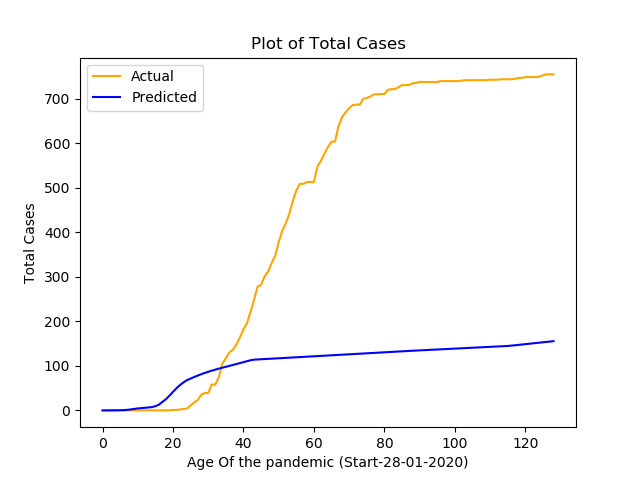 Plot of Total Cases
Actual
Predicted
Total Cases
700
600
500
400
300
200
100
0
0 20 40 60 80 100 120
Age Of the pandemic (Start-28-01-2020)